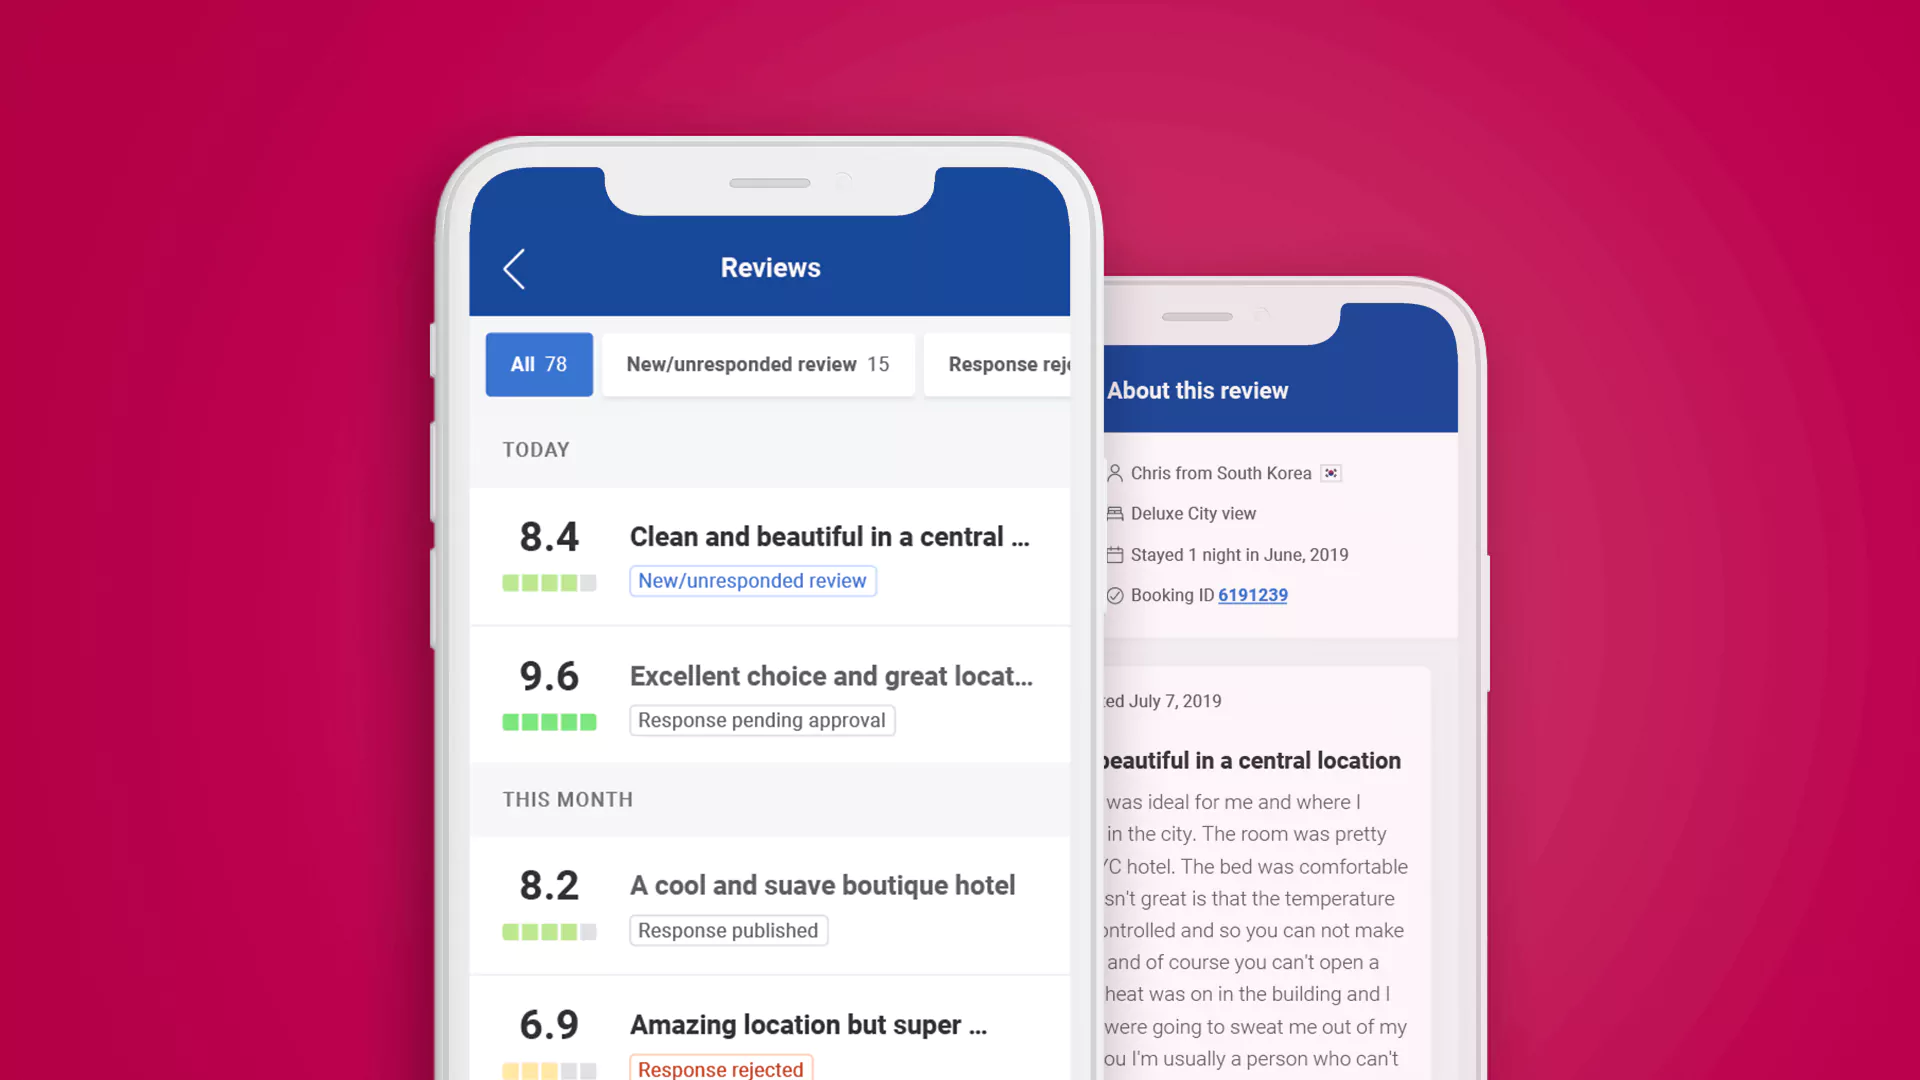 Reviews
All 78
New/unresponded review 15
Response
TODAY
8.4
Clean and beautiful in a central ...
New/unresponded review
9.6
Excellent choice and great locat...
Response pending approval
THIS MONTH
8.2
A cool and suave boutique hotel
Response published
6.9
Amazing location but super ...
Response rejected
About this review
Chris from South Korea
Deluxe City view
Stayed 1 night in June, 2019
Booking ID 6191239
July 7, 2019
beautiful in a central location
was ideal for me and where I
in the city. The room was pretty
hotel. The bed was comfortable
great is that the temperature
and so you can not make
and of course you can't open a
heat was on in the building and I
were going to sweat me out of my
I'm usually a person who can't